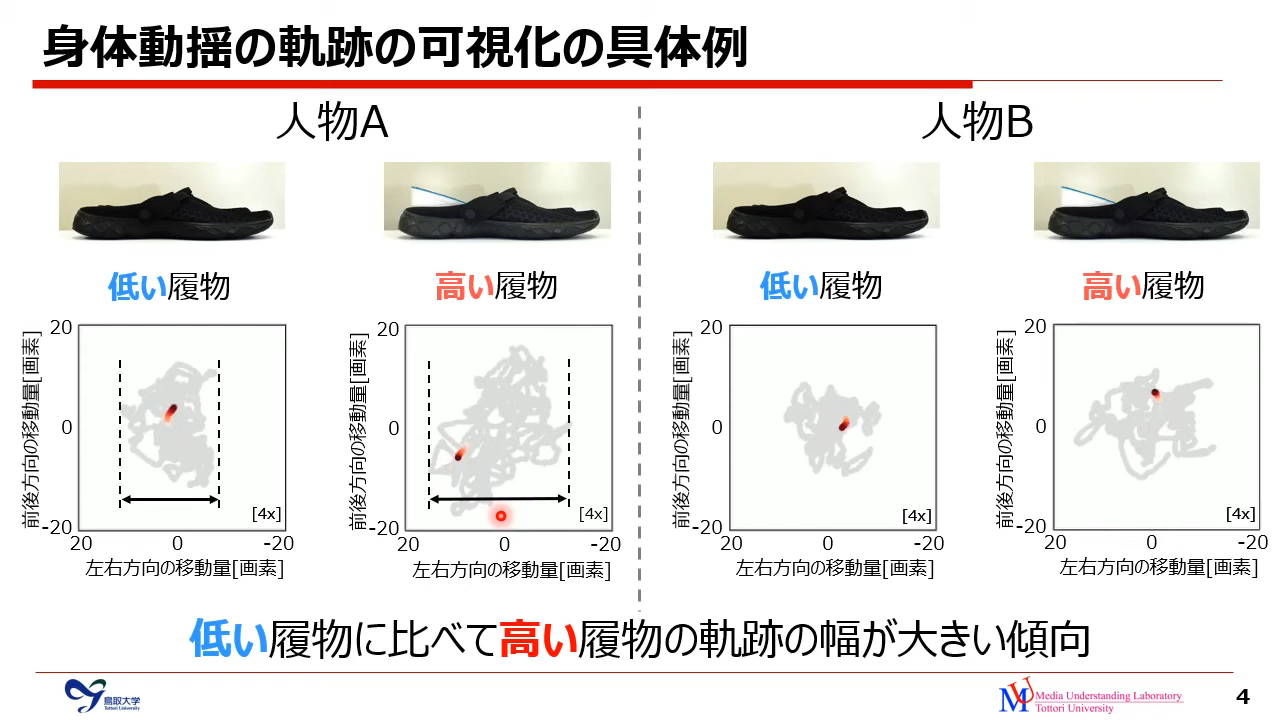 身体動揺の軌跡の可視化の具体例
人物A
低い履物
高い履物
前後方向の移動量[画素]
20
0
-20
[4x]
20
0
-20
左右方向の移動量[画素]
前後方向の移動量[画素]
20
0
-20
[4x]
20
0
-20
左右方向の移動量[画素]
人物B
低い履物
高い履物
前後方向の移動量[画素]
20
0
-20
[4x]
20
0
-20
左右方向の移動量[画素]
前後方向の移動量[画素]
20
0
-20
[4x]
20
0
-20
左右方向の移動量[画素]
低い履物に比べて高い履物の軌跡の幅が大きい傾向
鳥取大学
Tottori University
MU
Media Understanding Laboratory
Tottori University
4